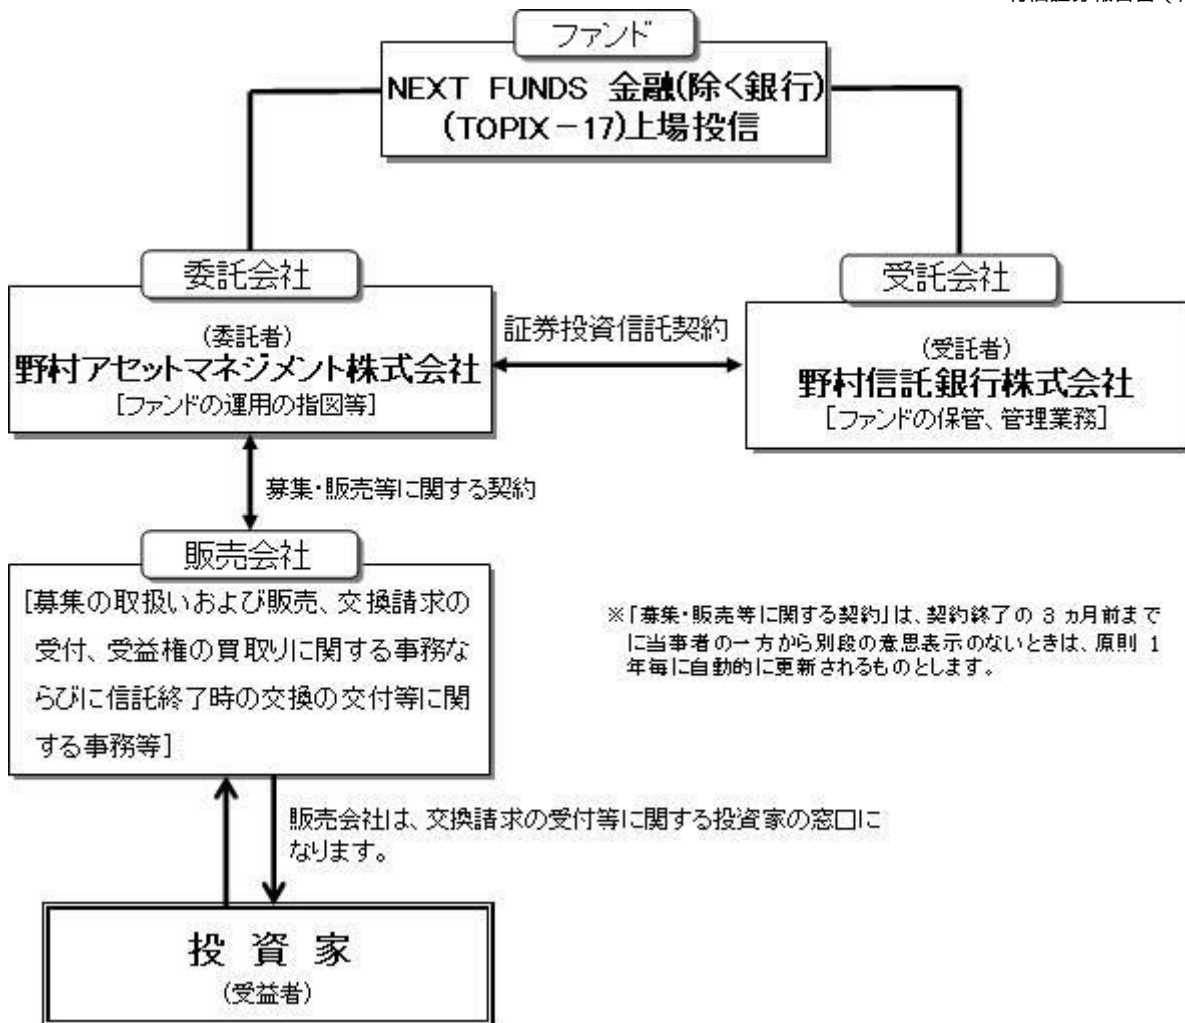 ファンド
NEXT FUNDS 金融(除く銀行)
(TOPIX－17)上場投信
委託会社
(委託者)
野村アセットマネジメント株式会社
[ファンドの運用の指図等]
証券投資信託契約
受託会社
(受託者)
野村信託銀行株式会社
[ファンドの保管、管理業務]
募集・販売等に関する契約
販売会社
[募集の取扱いおよび販売、交換請求の
受付、受益権の買取りに関する事務な
らびに信託終了時の交換の交付等に関
する事務等]
※「募集・販売等に関する契約」は、契約終了の 3 ヵ月前まで
に当事者の一方から別段の意思表示のないときは、原則 1
年毎に自動的に更新されるものとします。
販売会社は、交換請求の受付等に関する投資家の窓口に
なります。
投 資 家
(受益者)